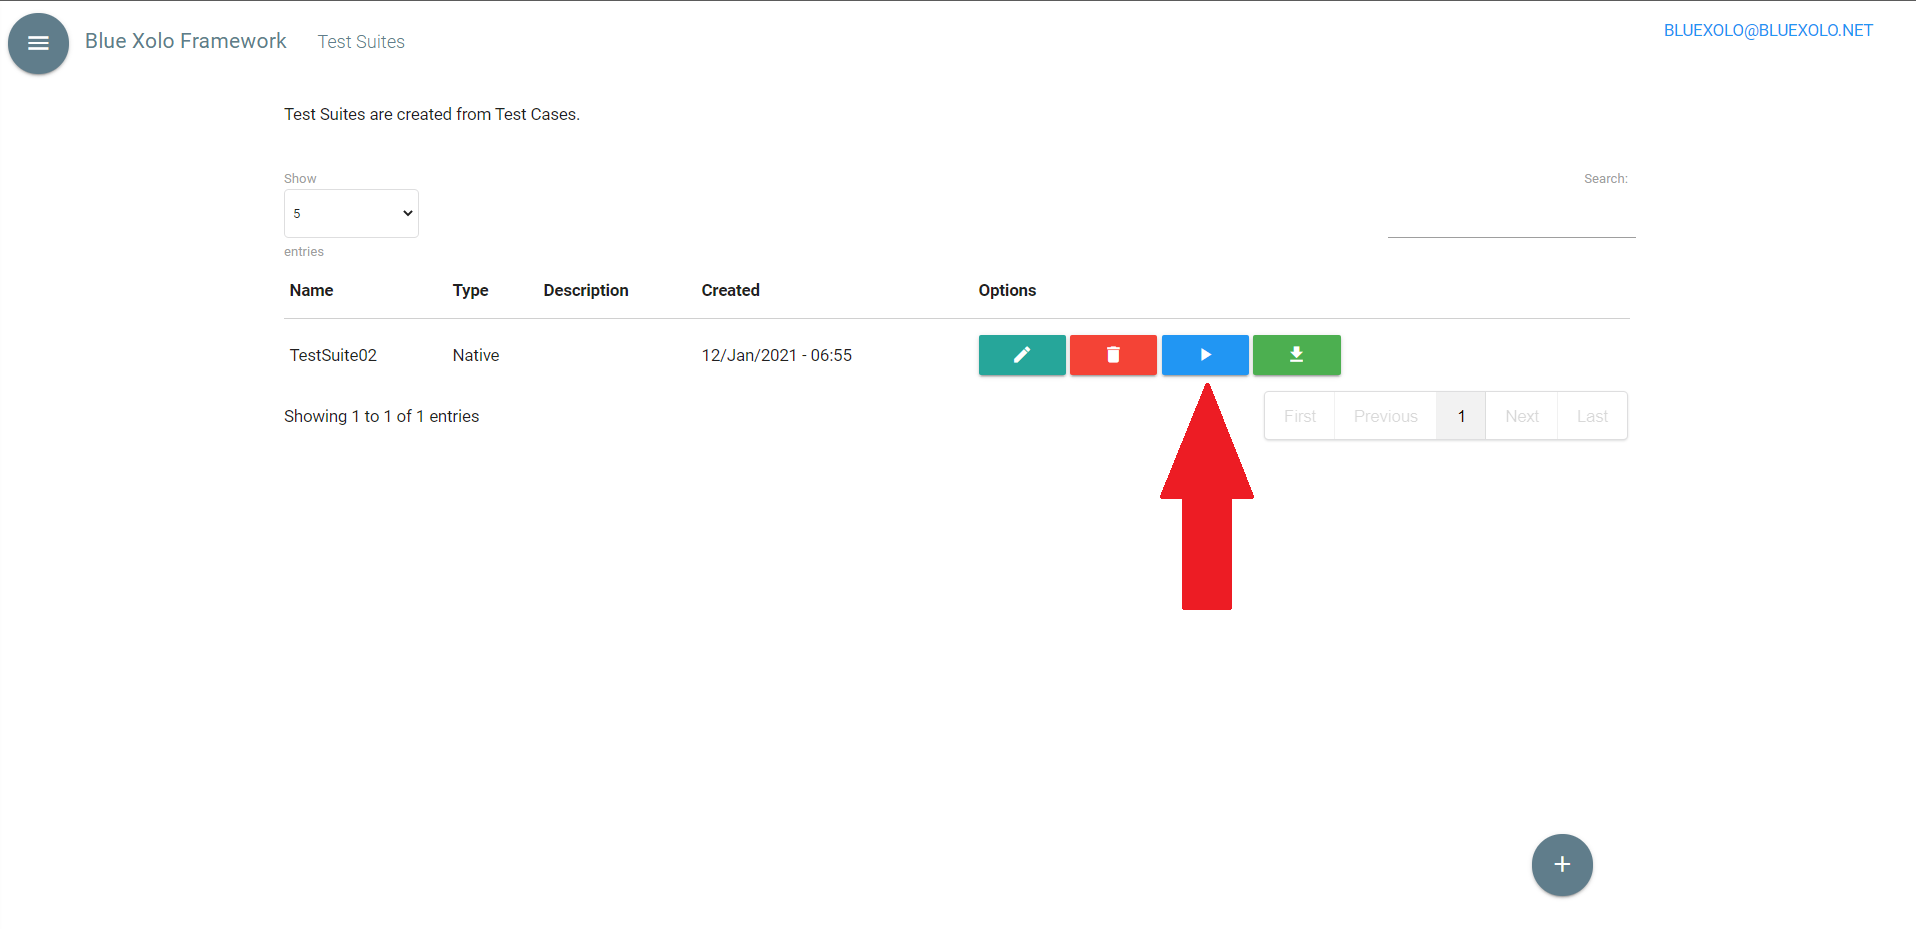 Blue Xolo Framework Test Suites BLUEXOLO@BLUEXOLO.NET
Test Suites are created from Test Cases.
Show Search:
5
entries
Name Type Description Created Options
TestSuite02 Native 12/Jan/2021 - 06:55
Showing 1 to 1 of 1 entries First Previous 1 Next Last